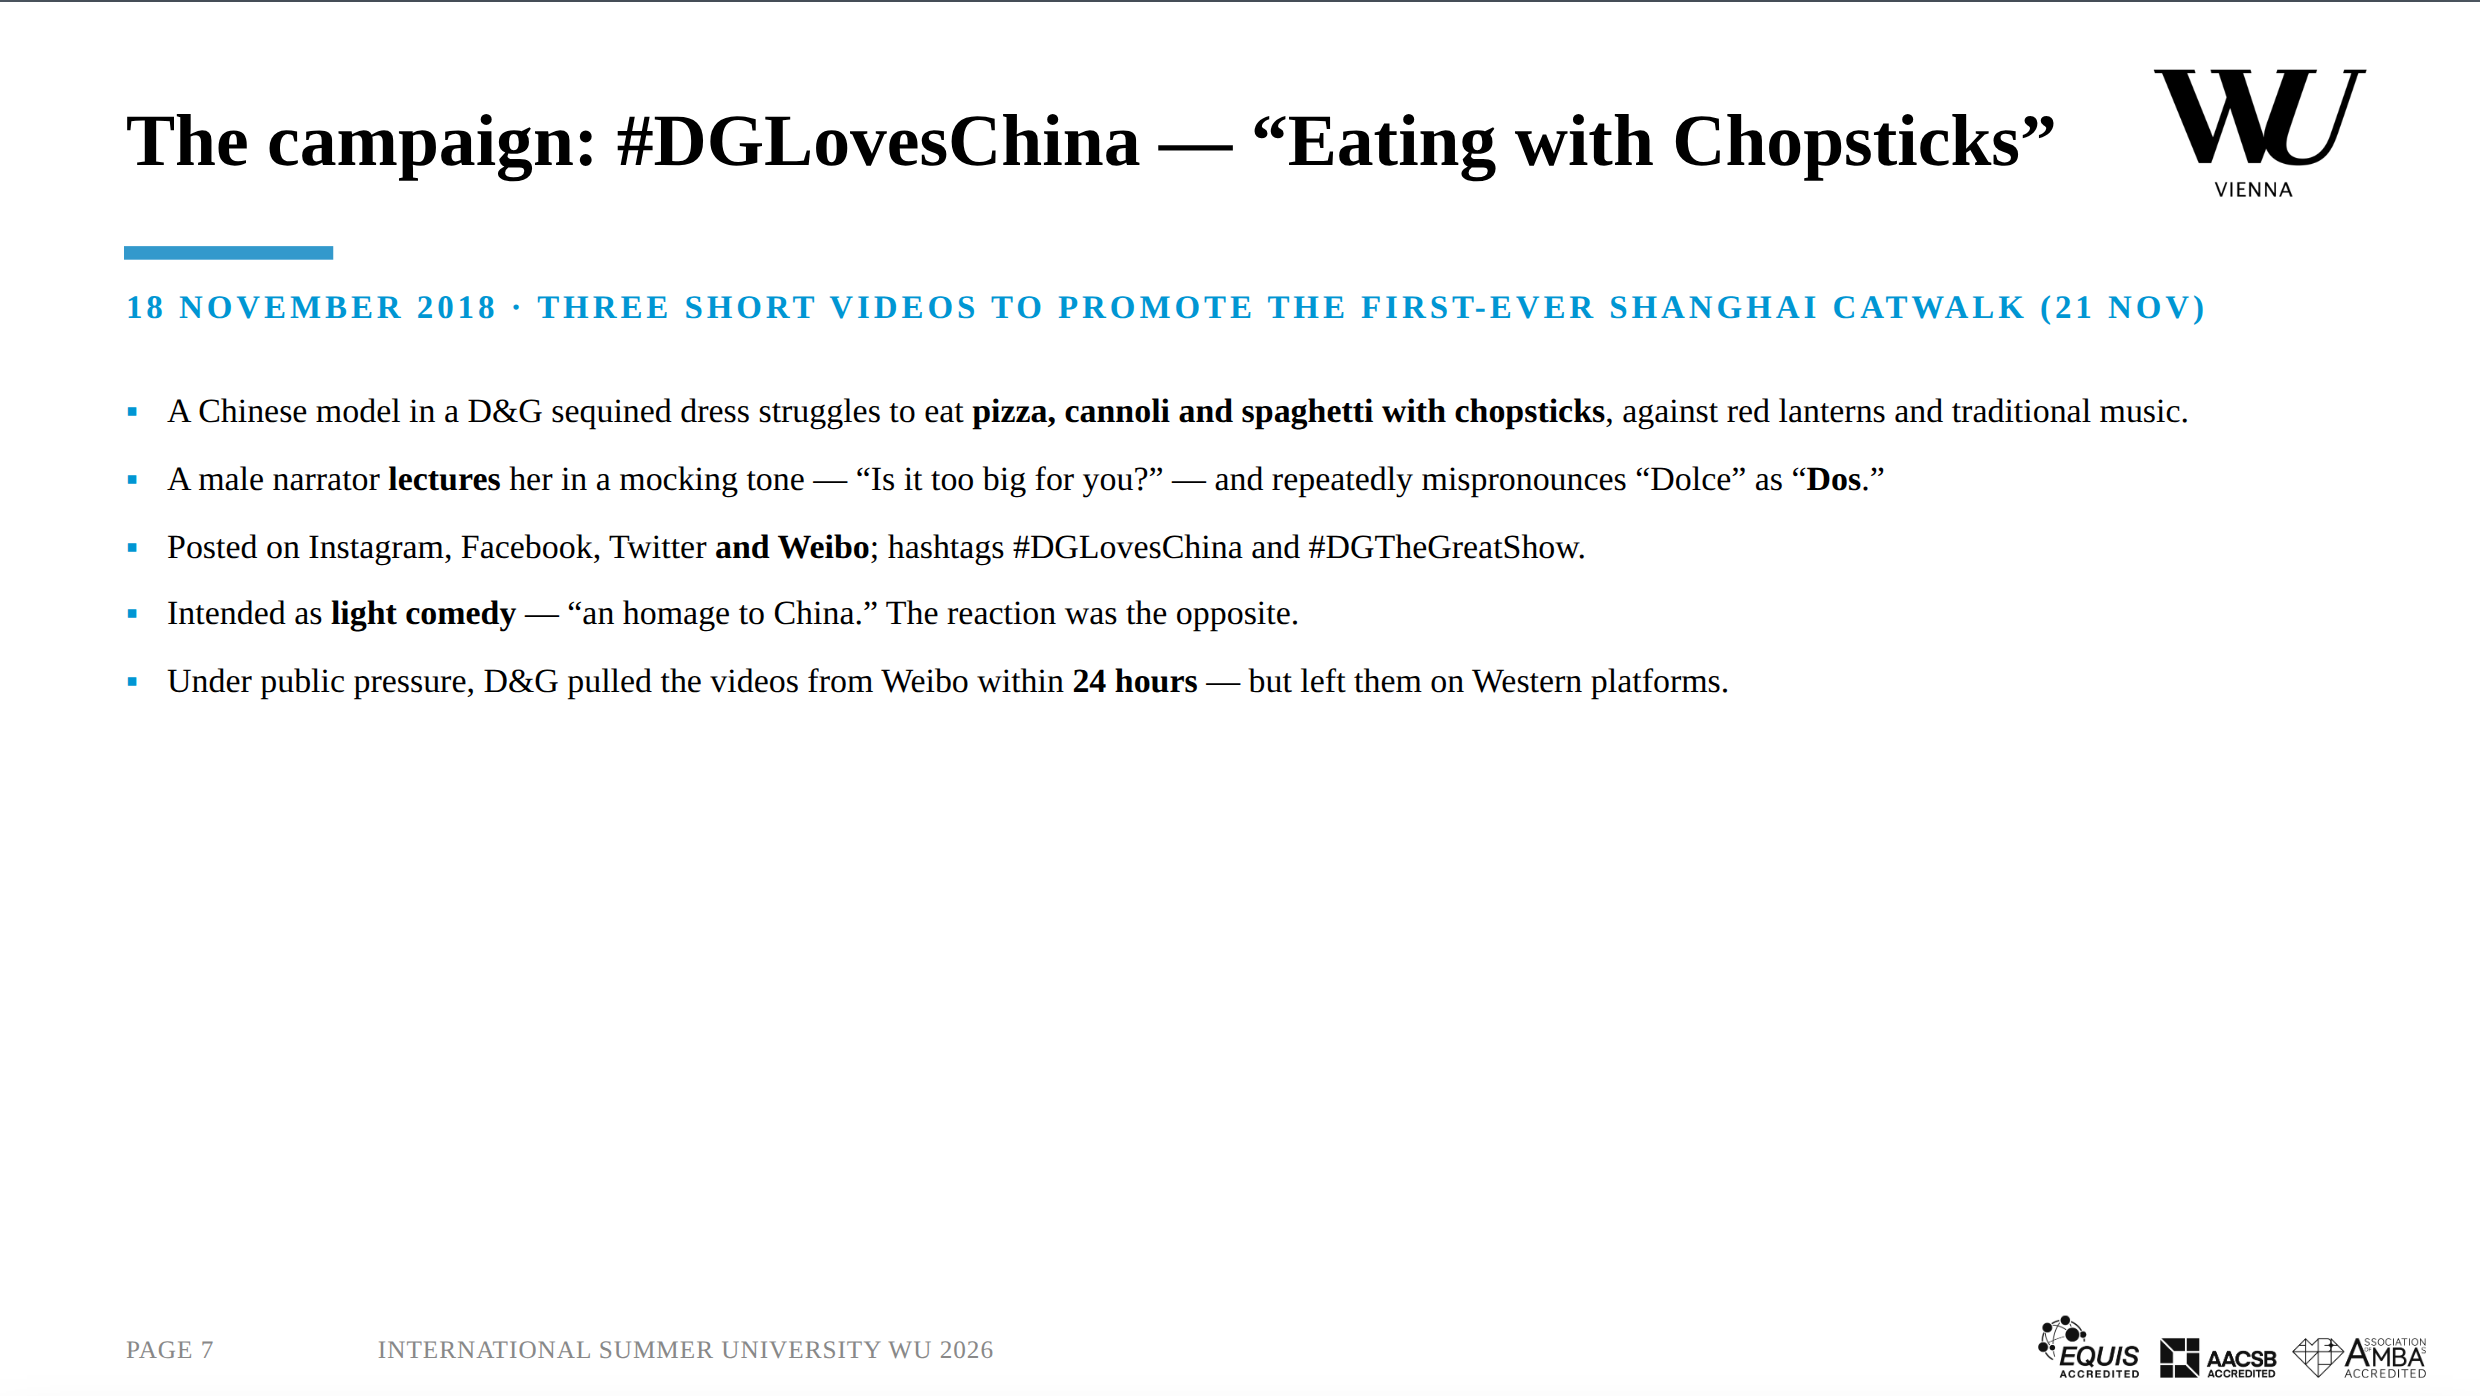 The campaign: #DGLovesChina — “Eating with Chopsticks”
WU
VIENNA
18 NOVEMBER 2018 · THREE SHORT VIDEOS TO PROMOTE THE FIRST-EVER SHANGHAI CATWALK (21 NOV)
▪ A Chinese model in a D&G sequined dress struggles to eat pizza, cannoli and spaghetti with chopsticks, against red lanterns and traditional music.
▪ A male narrator lectures her in a mocking tone — “Is it too big for you?” — and repeatedly mispronounces “Dolce” as “Dos.”
▪ Posted on Instagram, Facebook, Twitter and Weibo; hashtags #DGLovesChina and #DGTheGreatShow.
▪ Intended as light comedy — “an homage to China.” The reaction was the opposite.
▪ Under public pressure, D&G pulled the videos from Weibo within 24 hours — but left them on Western platforms.
PAGE 7 INTERNATIONAL SUMMER UNIVERSITY WU 2026
EQUIS
ACCREDITED
AACSB
ACCREDITED
ASSOCIATION
OF AMBAS
ACCREDITED